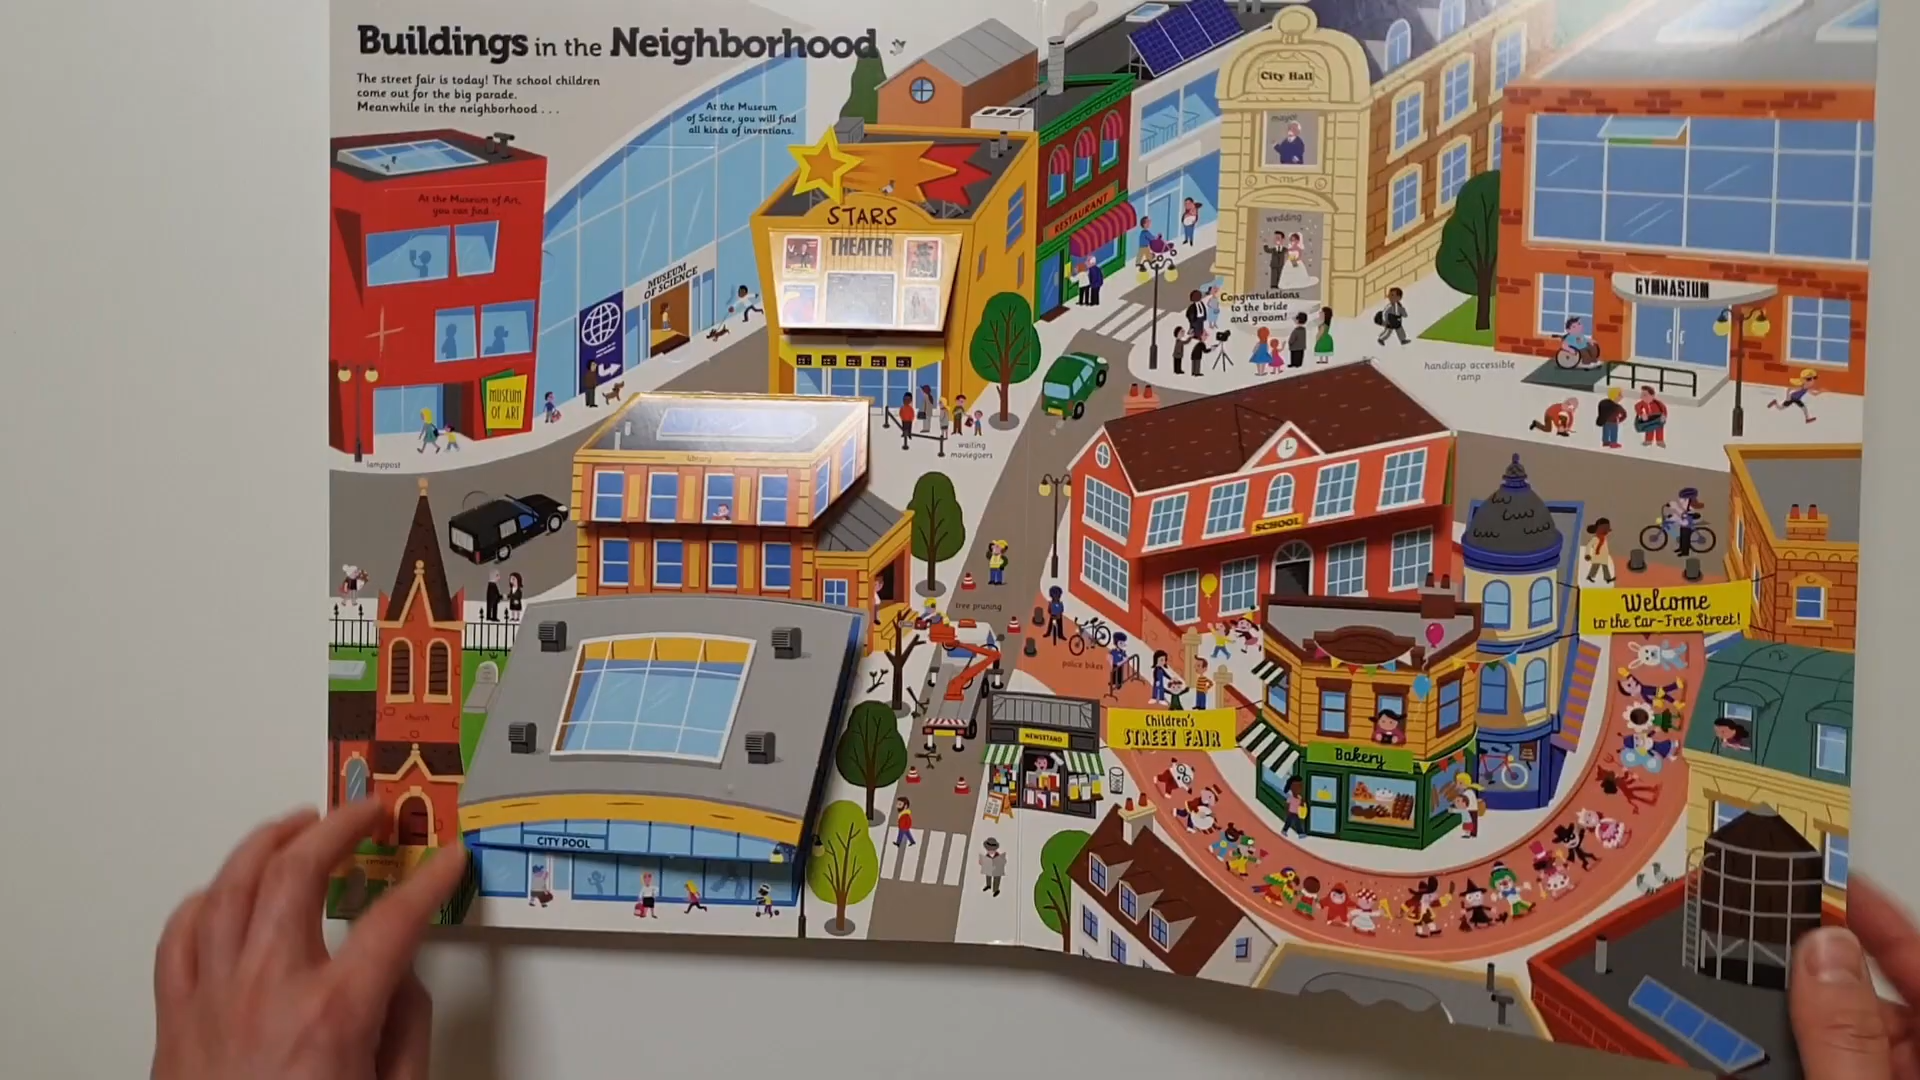 Buildings in the Neighborhood
The street fair is today! The school children
come out for the big parade.
Meanwhile in the neighborhood . . .
At the Museum
of Science, you will find
all kinds of inventions.
At the Museum of Art,
you can find
City Hall
mayor
STARS
THEATER
RESTAURANT
wedding
MUSEUM
OF SCIENCE
Congratulations
to the bride
and groom!
GYMNASIUM
handicap accessible
ramp
MUSEUM
OF ART
lamppost
waiting
moviegoers
library
SCHOOL
tree pruning
Welcome
to the Car-Free Street!
police bikes
church
Children's
STREET FAIR
NEWSSTAND
Bakery
CITY POOL
cemetery